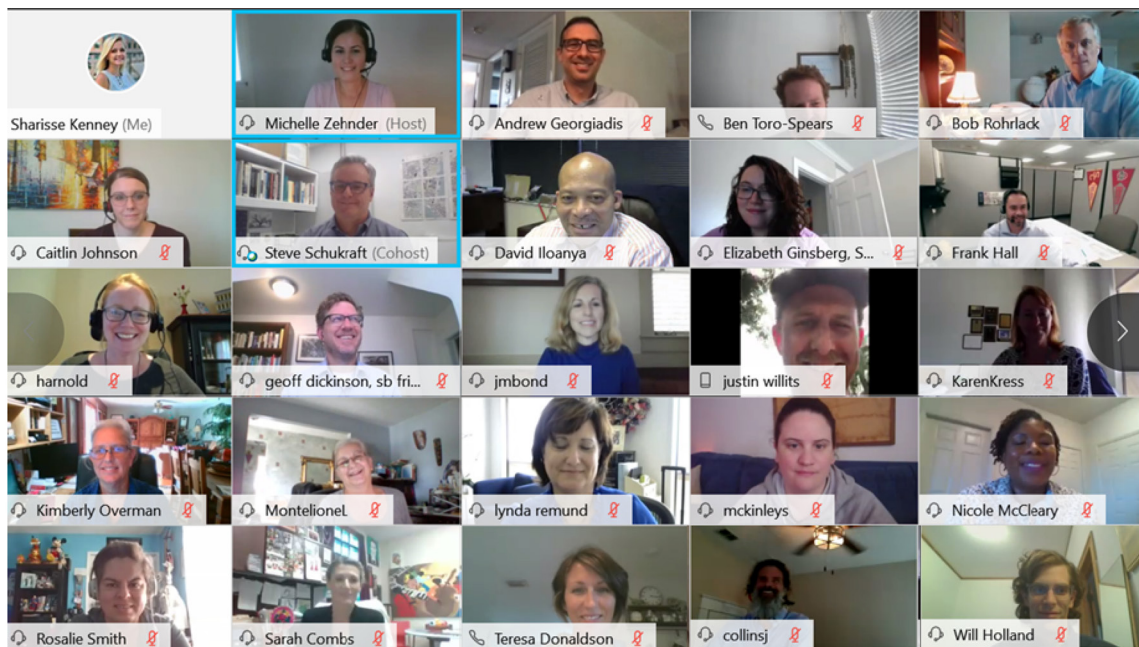 Sharisse Kenney (Me)
Michelle Zehnder (Host)
Andrew Georgiadis
Ben Toro-Spears
Bob Rohrlack
Caitlin Johnson
Steve Schukraft (Cohost)
David Iloanya
Elizabeth Ginsberg, S...
Frank Hall
harnold
geoff dickinson, sb fri...
jmbond
justin willits
KarenKress
Kimberly Overman
MontelioneL
lynda remund
mckinleys
Nicole McCleary
Rosalie Smith
Sarah Combs
Teresa Donaldson
collinsj
Will Holland